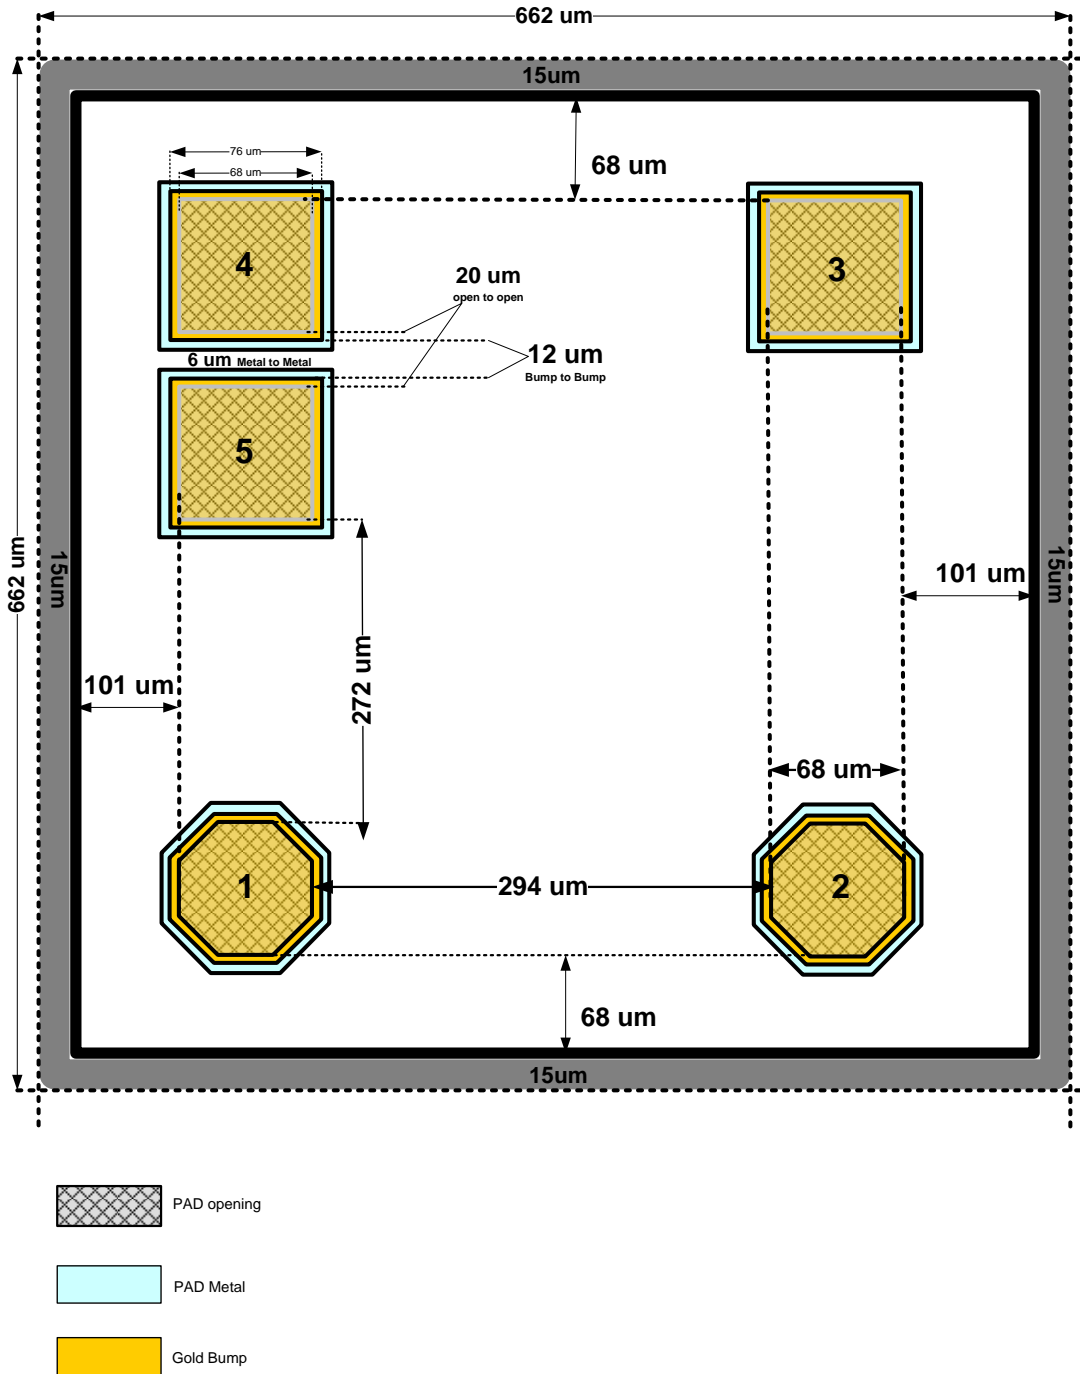 662 um
15um
68 um
76 um
68 um
4
3
20 um
open to open
12 um
Bump to Bump
6 um Metal to Metal
5
662 um
15um
15um
101 um
272 um
101 um
68 um
1
294 um
2
68 um
15um
PAD opening
PAD Metal
Gold Bump